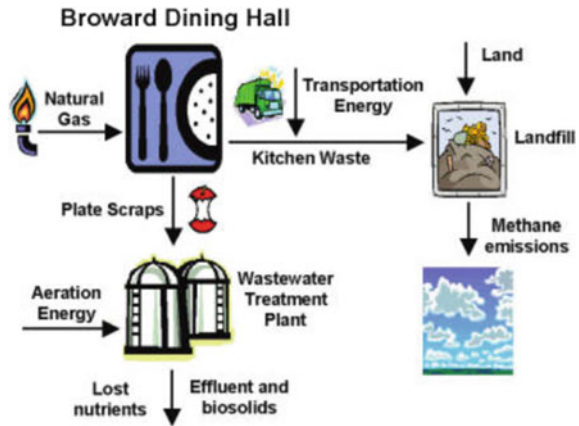 Broward Dining Hall
Natural
Gas
Transportation
Energy
Land
Landfill
Kitchen Waste
Plate Scraps
Methane
emissions
Aeration
Energy
Wastewater
Treatment
Plant
Lost
nutrients
Effluent and
biosolids